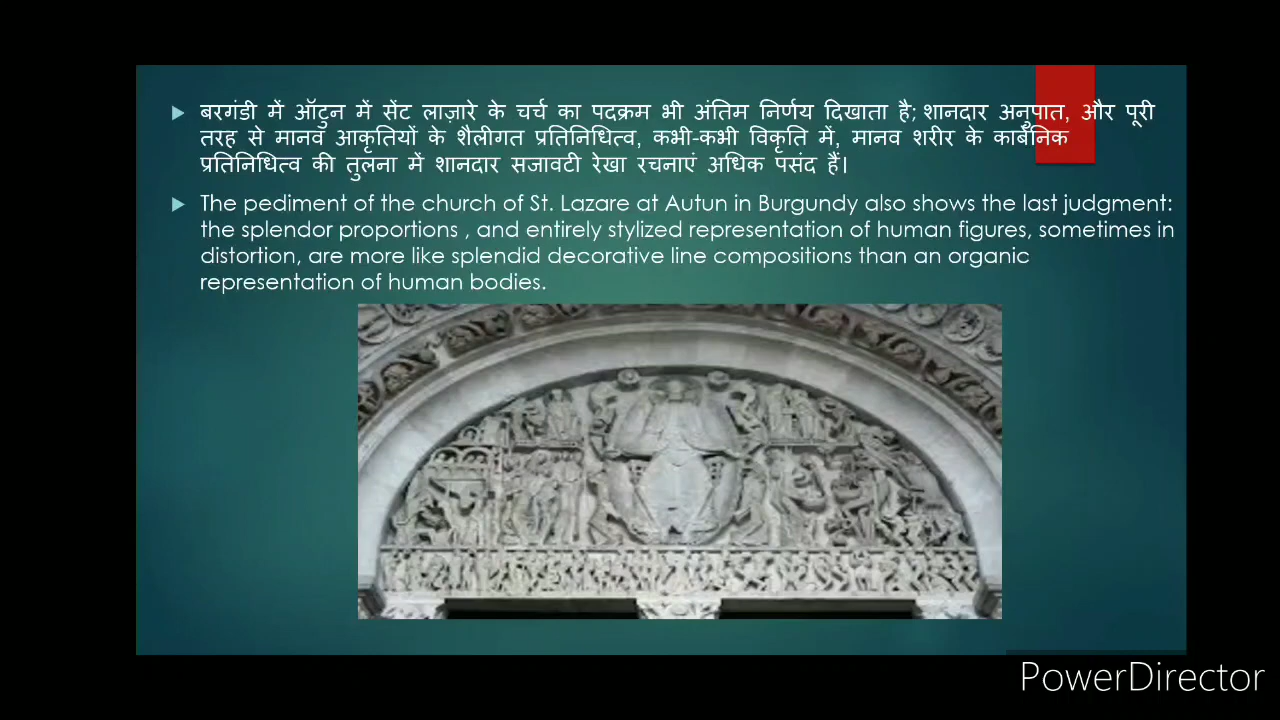 बरगंडी में ऑटुन में सेंट लाज़ारे के चर्च का पदक्रम भी अंतिम निर्णय दिखाता है; शानदार अनुपात, और पूरी
तरह से मानव आकृतियों के शैलीगत प्रतिनिधित्व, कभी-कभी विकृति में, मानव शरीर के कार्बनिक
प्रतिनिधित्व की तुलना में शानदार सजावटी रेखा रचनाएं अधिक पसंद हैं।
The pediment of the church of St. Lazare at Autun in Burgundy also shows the last judgment:
the splendor proportions , and entirely stylized representation of human figures, sometimes in
distortion, are more like splendid decorative line compositions than an organic
representation of human bodies.
PowerDirector